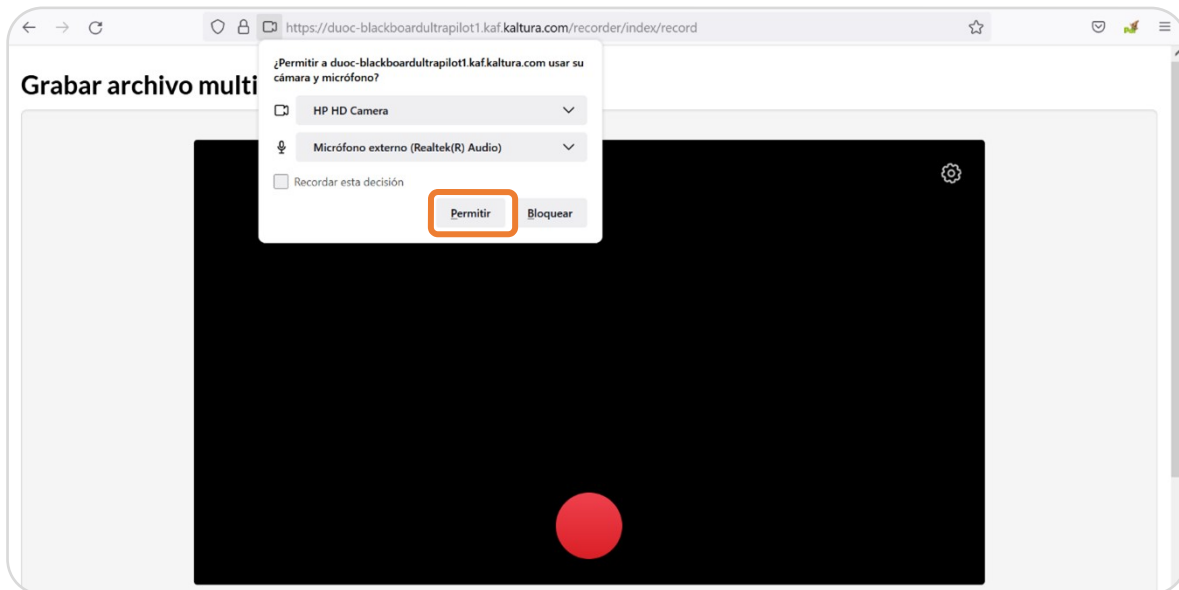 https://duoc-blackboardultrapilot1.kaf.kaltura.com/recorder/index/record
¿Permitir a duoc-blackboardultrapilot1.kaf.kaltura.com usar su
cámara y micrófono?
Grabar archivo multi
HP HD Camera
Micrófono externo (Realtek(R) Audio)
Recordar esta decisión
Permitir Bloquear